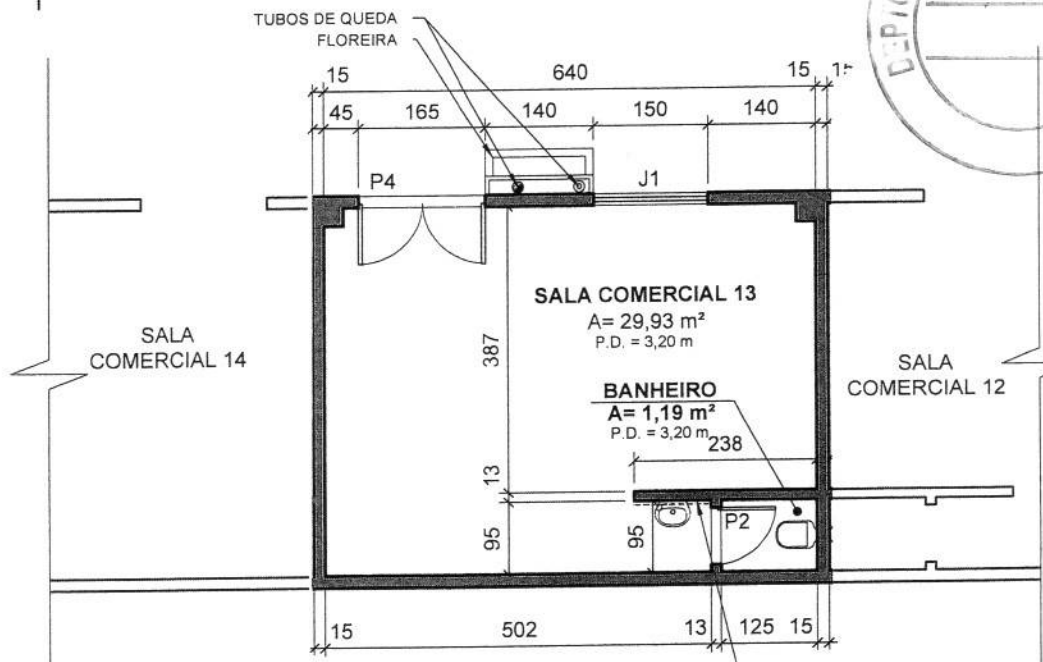 TUBOS DE QUEDA
FLOREIRA
15 640 15
45 165 140 150 140
P4
J1
SALA COMERCIAL 13
A= 29,93 m²
P.D. = 3,20 m
387
SALA
COMERCIAL 14
SALA
COMERCIAL 12
BANHEIRO
A= 1,19 m²
P.D. = 3,20 m
238
13
95
95
P2
15 502 13 125 15